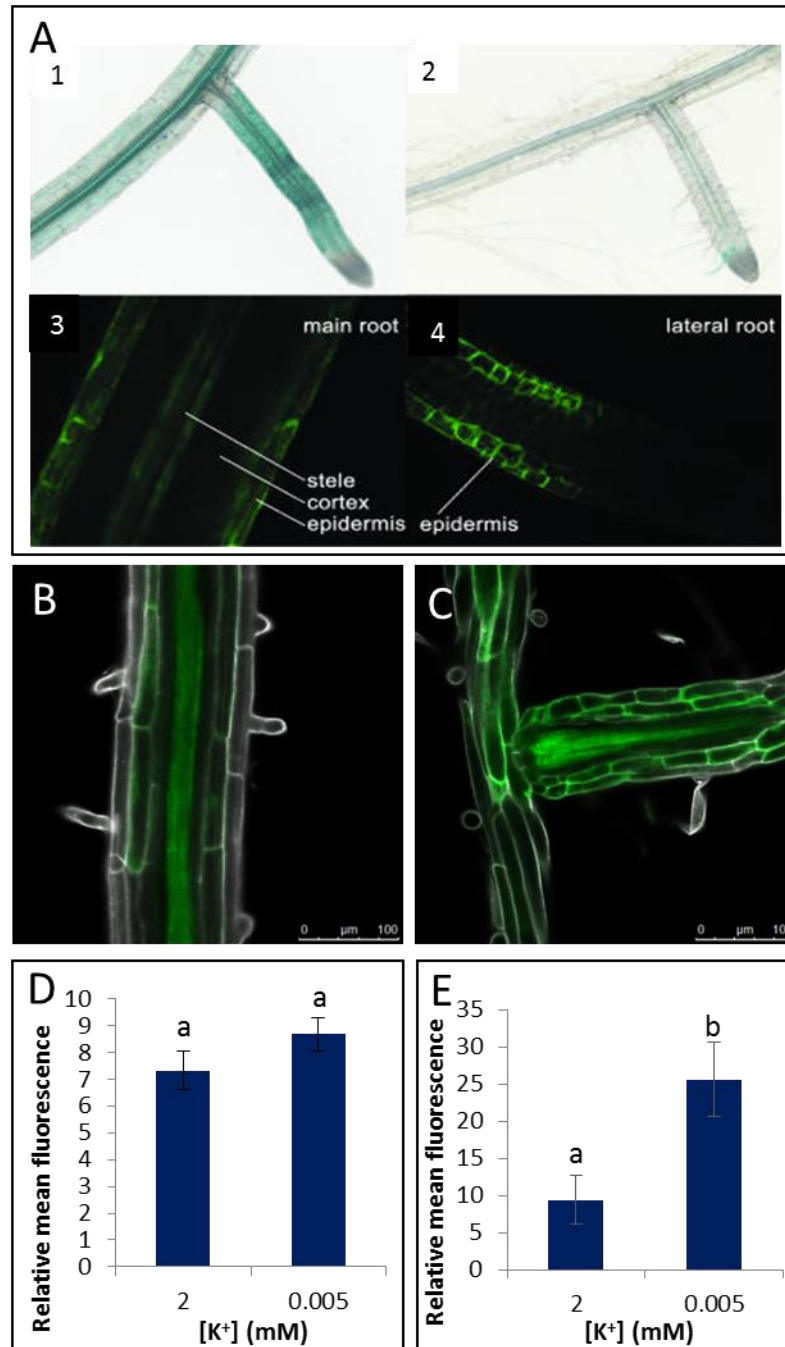 A
1
2
3
main root
stele
cortex
epidermis
4
lateral root
epidermis
B
0 µm 100
C
0 µm
D
Relative mean fluorescence
10
9
8
7
6
5
4
3
2
1
0
a
a
2
0.005
[K⁺] (mM)
E
Relative mean fluorescence
35
30
25
20
15
10
5
0
a
b
2
0.005
[K⁺] (mM)